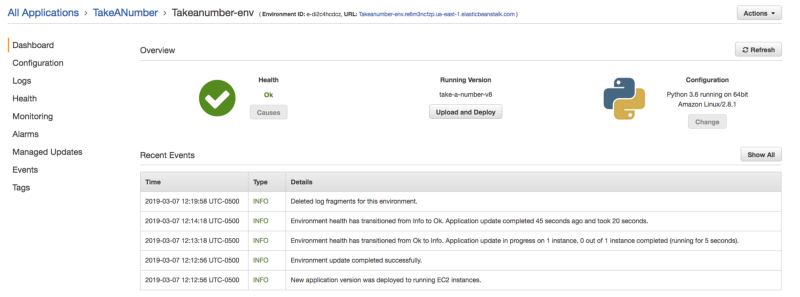 All Applications › TakeANumber › Takeanumber-env ( Environment ID: e-di2c4hcdcz, URL: Takeanumber-env.re8m3nctzp.us-east-1.elasticbeanstalk.com )
Actions
Dashboard
Configuration
Logs
Health
Monitoring
Alarms
Managed Updates
Events
Tags
Overview
Refresh
Health
Ok
Causes
Running Version
take-a-number-v8
Upload and Deploy
Configuration
Python 3.6 running on 64bit
Amazon Linux/2.8.1
Change
Recent Events
Show All
Time Type Details
2019-03-07 12:19:58 UTC-0500 INFO Deleted log fragments for this environment.
2019-03-07 12:14:18 UTC-0500 INFO Environment health has transitioned from Info to Ok. Application update completed 45 seconds ago and took 20 seconds.
2019-03-07 12:13:18 UTC-0500 INFO Environment health has transitioned from Ok to Info. Application update in progress on 1 instance. 0 out of 1 instance completed (running for 5 seconds).
2019-03-07 12:12:56 UTC-0500 INFO Environment update completed successfully.
2019-03-07 12:12:56 UTC-0500 INFO New application version was deployed to running EC2 instances.